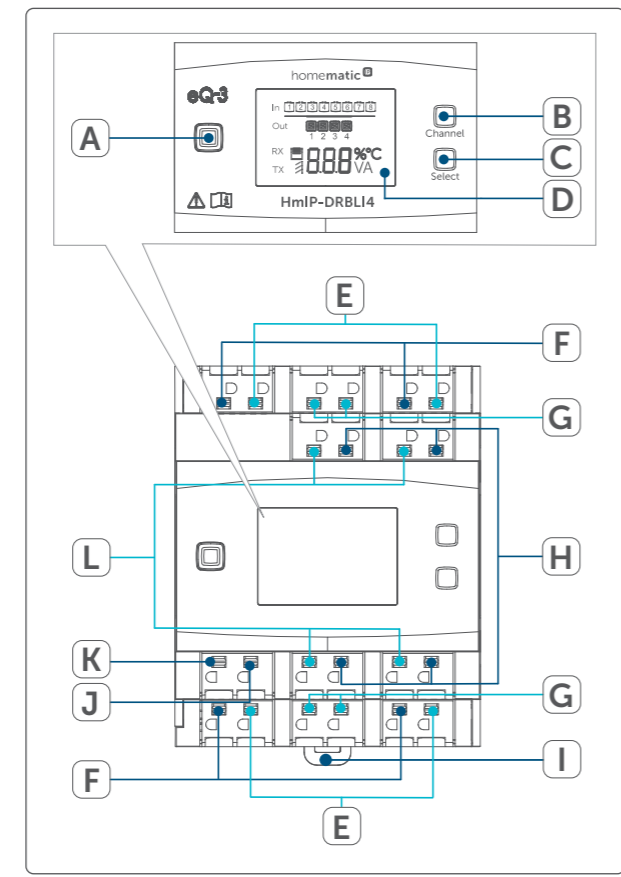 homematic IP
eQ-3
In 1 2 3 4 5 6 7 8
Out
1 2 3 4
RX 8.8.8 %°C
TX VA
HmIP-DRBLI4
Channel
Select
A
B
C
D
E
F
G
H
L
K
J
G
F
I
E